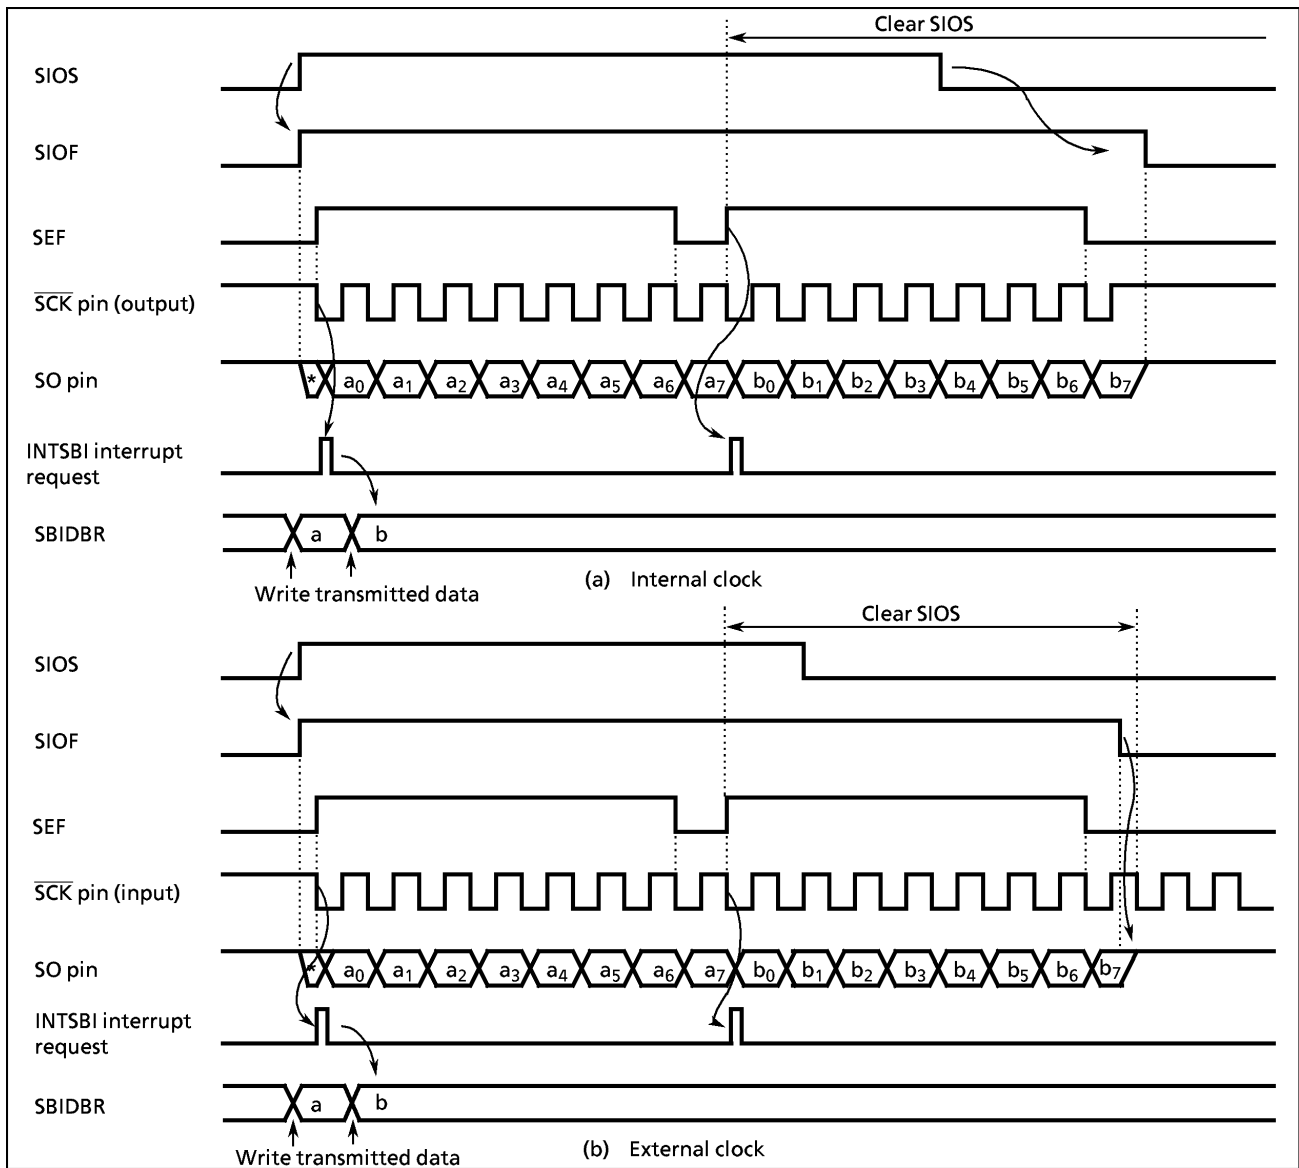 Clear SIOS
SIOS
SIOF
SEF
SCK pin (output)
SO pin
* a0 a1 a2 a3 a4 a5 a6 a7 b0 b1 b2 b3 b4 b5 b6 b7
INTSBI interrupt
request
SBIDBR
a b
Write transmitted data
(a) Internal clock
Clear SIOS
SIOS
SIOF
SEF
SCK pin (input)
SO pin
* a0 a1 a2 a3 a4 a5 a6 a7 b0 b1 b2 b3 b4 b5 b6 b7
INTSBI interrupt
request
SBIDBR
a b
Write transmitted data
(b) External clock